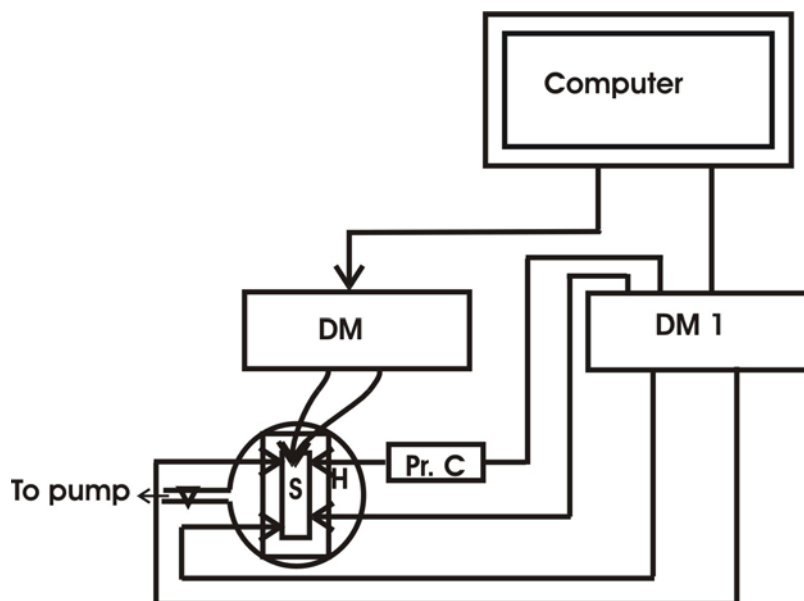 Computer
DM
DM 1
Pr. C
H
S
To pump